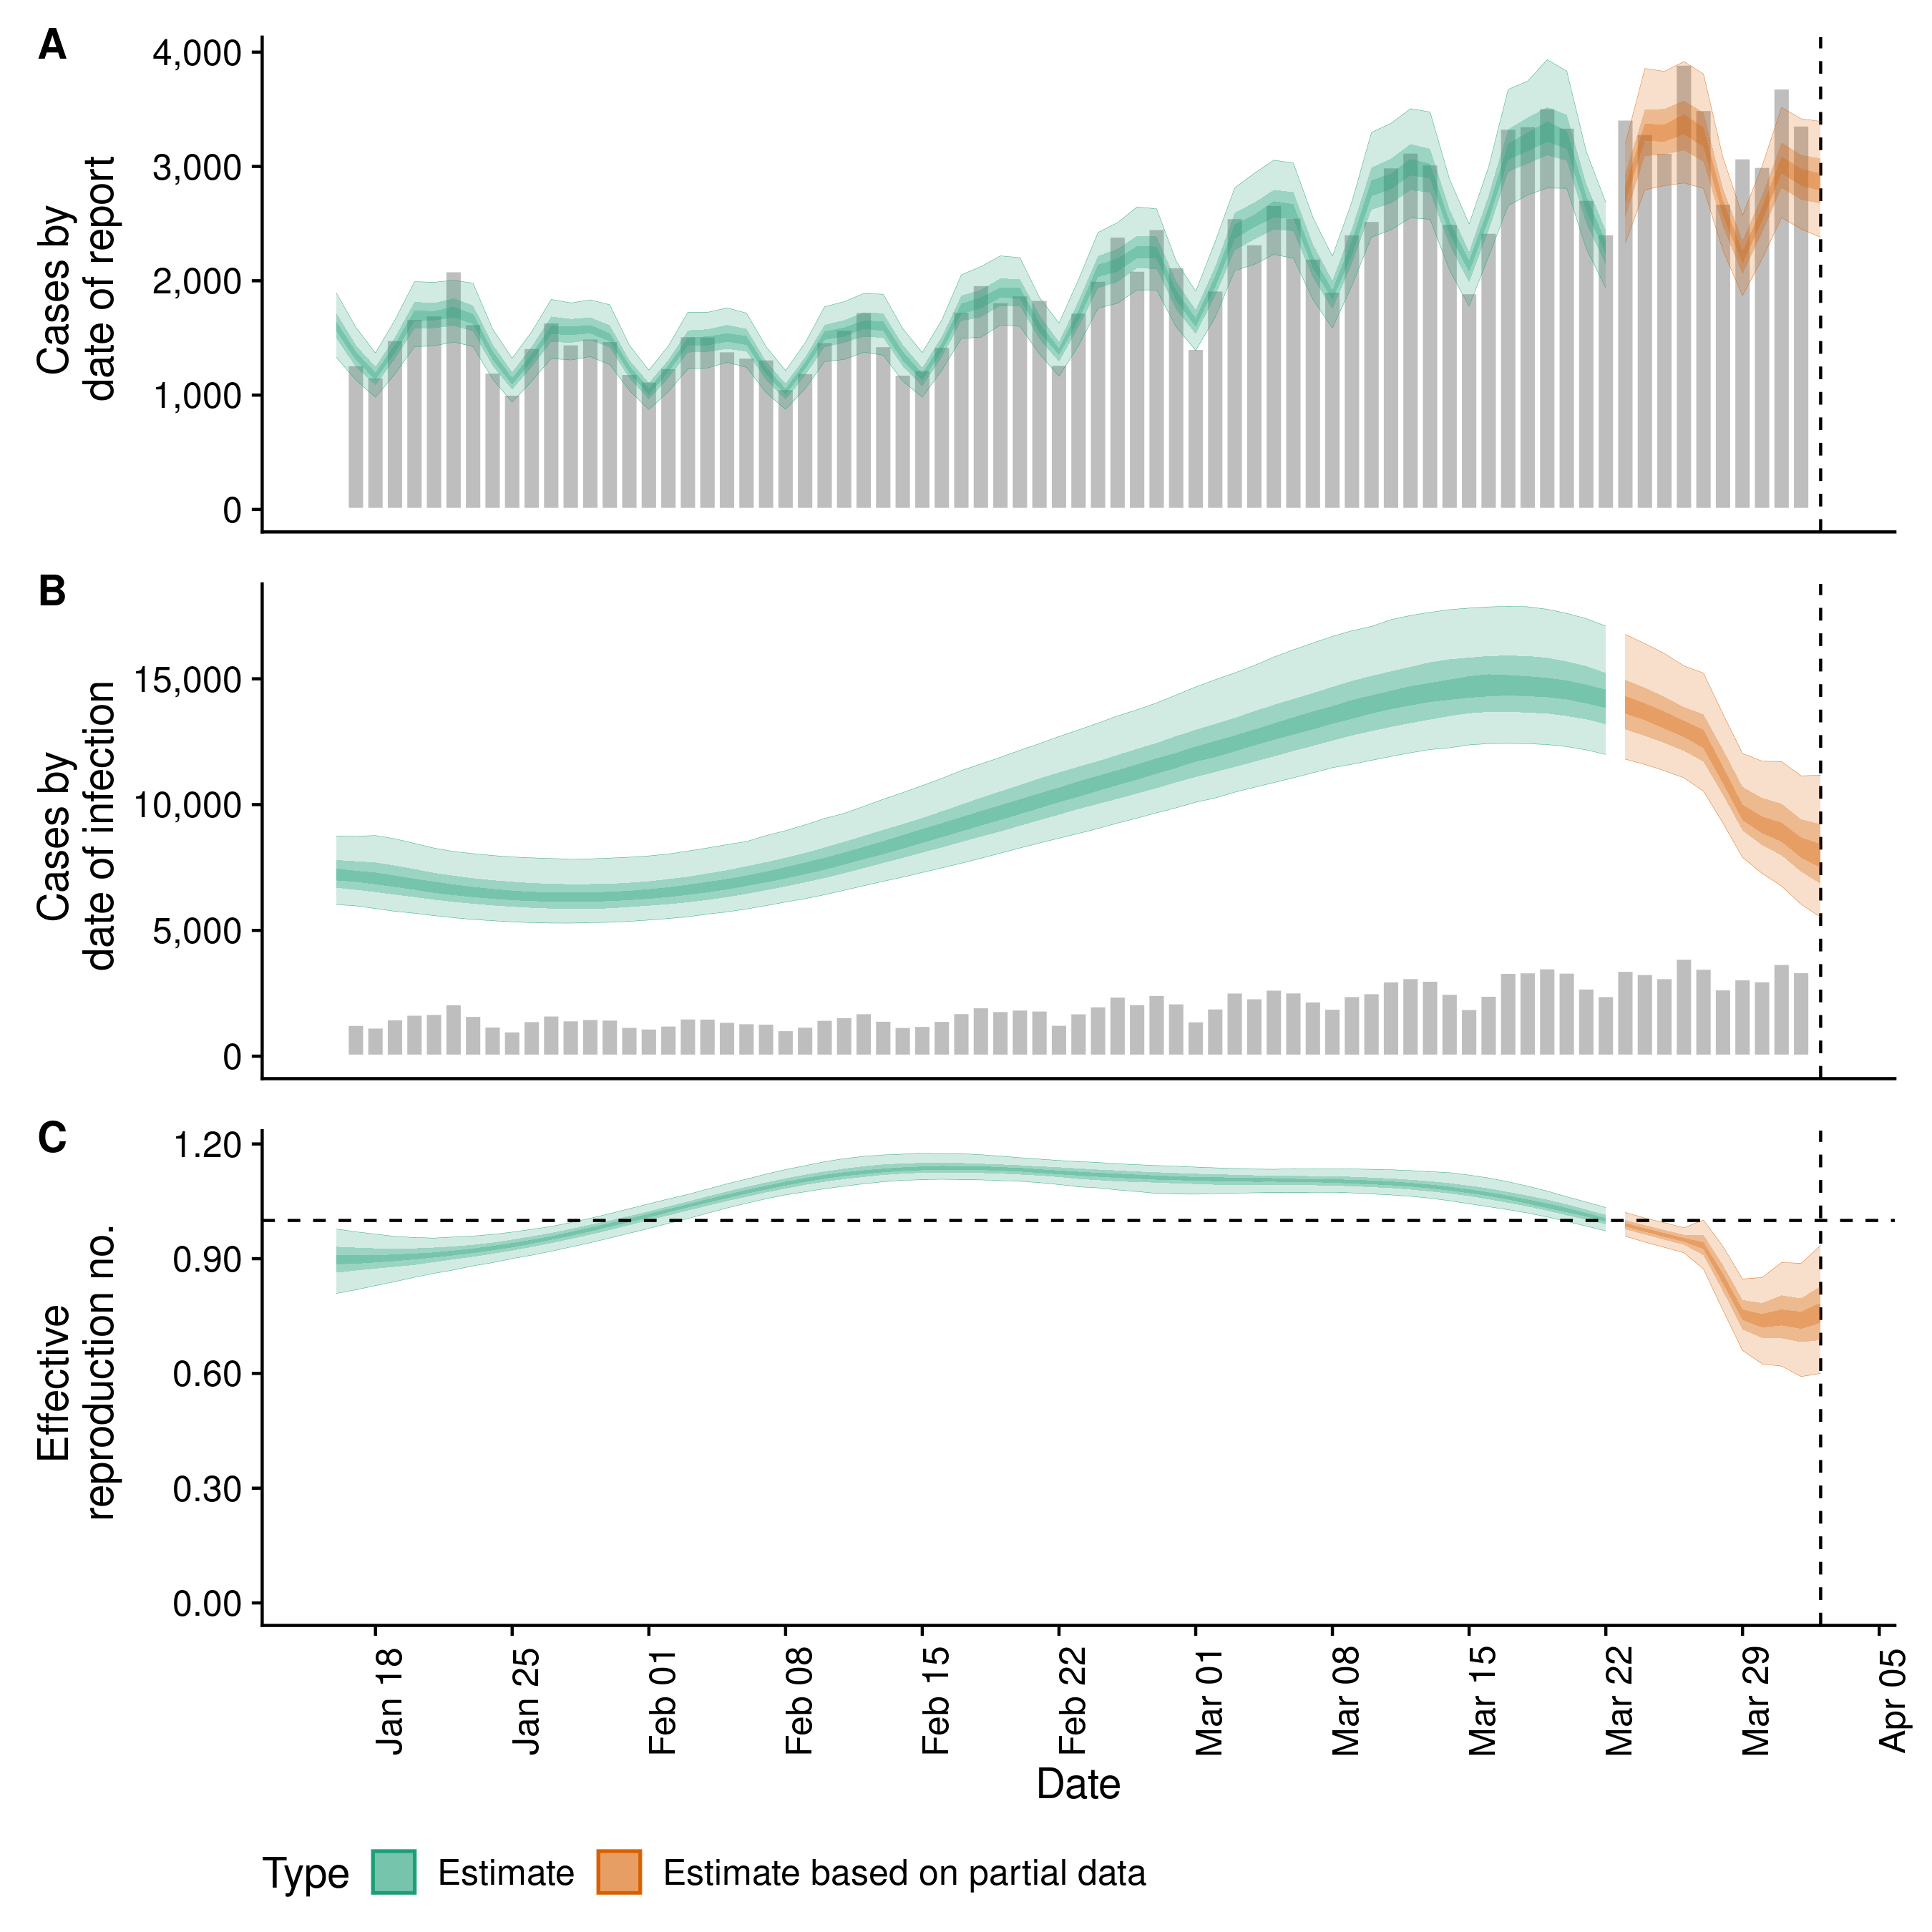 A
Cases by
date of report
4,000
3,000
2,000
1,000
0
B
Cases by
date of infection
15,000
10,000
5,000
0
C
Effective
reproduction no.
1.20
0.90
0.60
0.30
0.00
Jan 18
Jan 25
Feb 01
Feb 08
Feb 15
Feb 22
Mar 01
Mar 08
Mar 15
Mar 22
Mar 29
Apr 05
Date
Type Estimate Estimate based on partial data